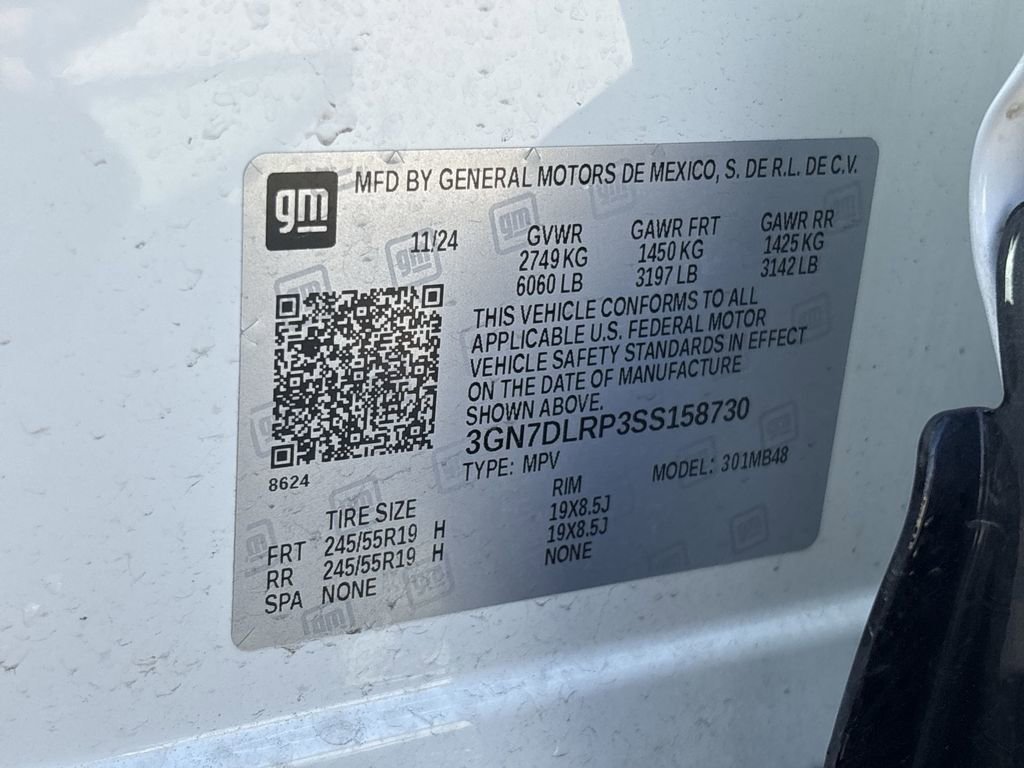 gm MFD BY GENERAL MOTORS DE MEXICO, S. DE R.L. DE C.V.
11/24 GVWR GAWR FRT GAWR RR
2749 KG 1450 KG 1425 KG
6060 LB 3197 LB 3142 LB
THIS VEHICLE CONFORMS TO ALL
APPLICABLE U.S. FEDERAL MOTOR
VEHICLE SAFETY STANDARDS IN EFFECT
ON THE DATE OF MANUFACTURE
SHOWN ABOVE.
3GN7DLRP3SS158730
TYPE: MPV MODEL: 301MB48
8624
TIRE SIZE RIM
FRT 245/55R19 H 19X8.5J
RR 245/55R19 H 19X8.5J
SPA NONE NONE